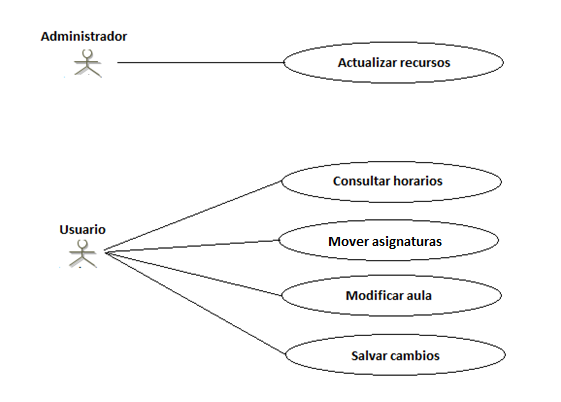 Administrador
Actualizar recursos
Consultar horarios
Usuario
Mover asignaturas
Modificar aula
Salvar cambios